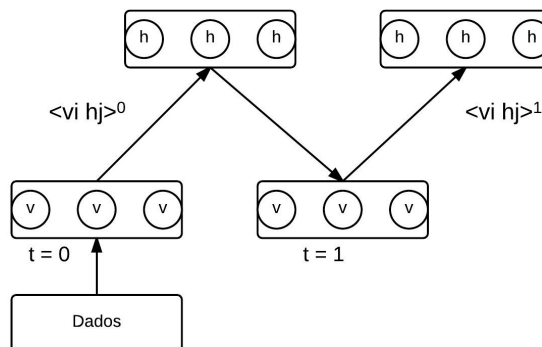 h h h h h h
<vi hj>0 <vi hj>1
v v v v v v
t = 0 t = 1
Dados